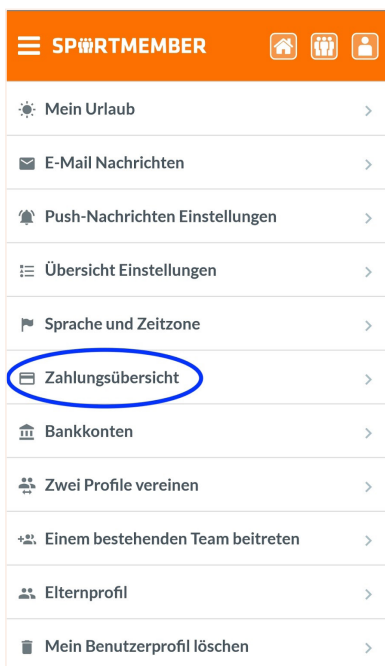 SPORTMEMBER
Mein Urlaub
E-Mail Nachrichten
Push-Nachrichten Einstellungen
Übersicht Einstellungen
Sprache und Zeitzone
Zahlungsübersicht
Bankkonten
Zwei Profile vereinen
Einem bestehenden Team beitreten
Elternprofil
Mein Benutzerprofil löschen